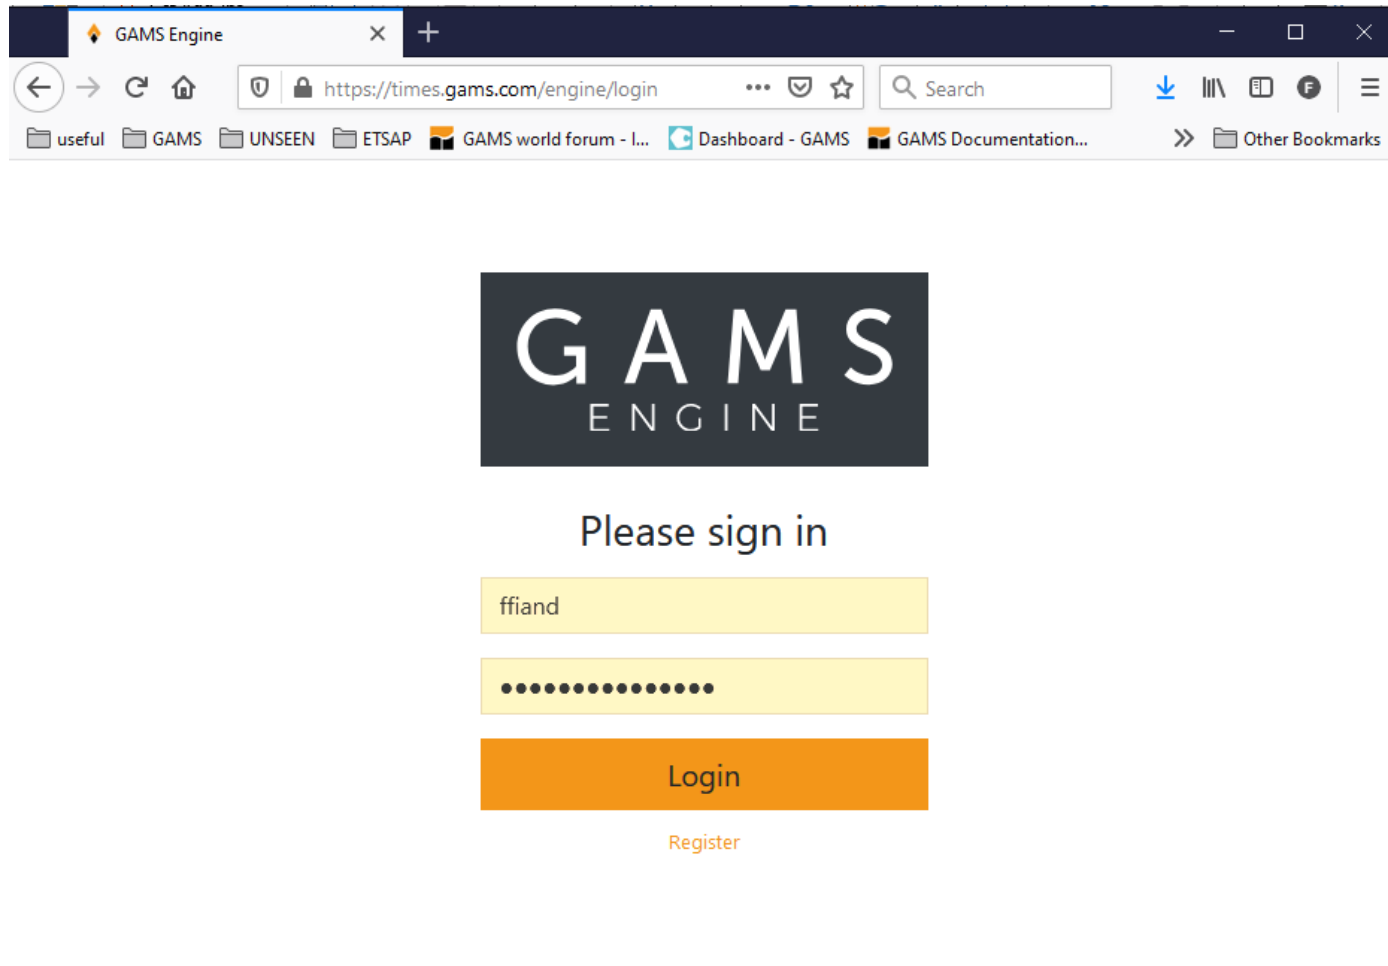 GAMS Engine
https://times.gams.com/engine/login
Search
F
useful GAMS UNSEEN ETSAP GAMS world forum - I... Dashboard - GAMS GAMS Documentation... Other Bookmarks
GAMS
ENGINE
Please sign in
ffiand
Login
Register